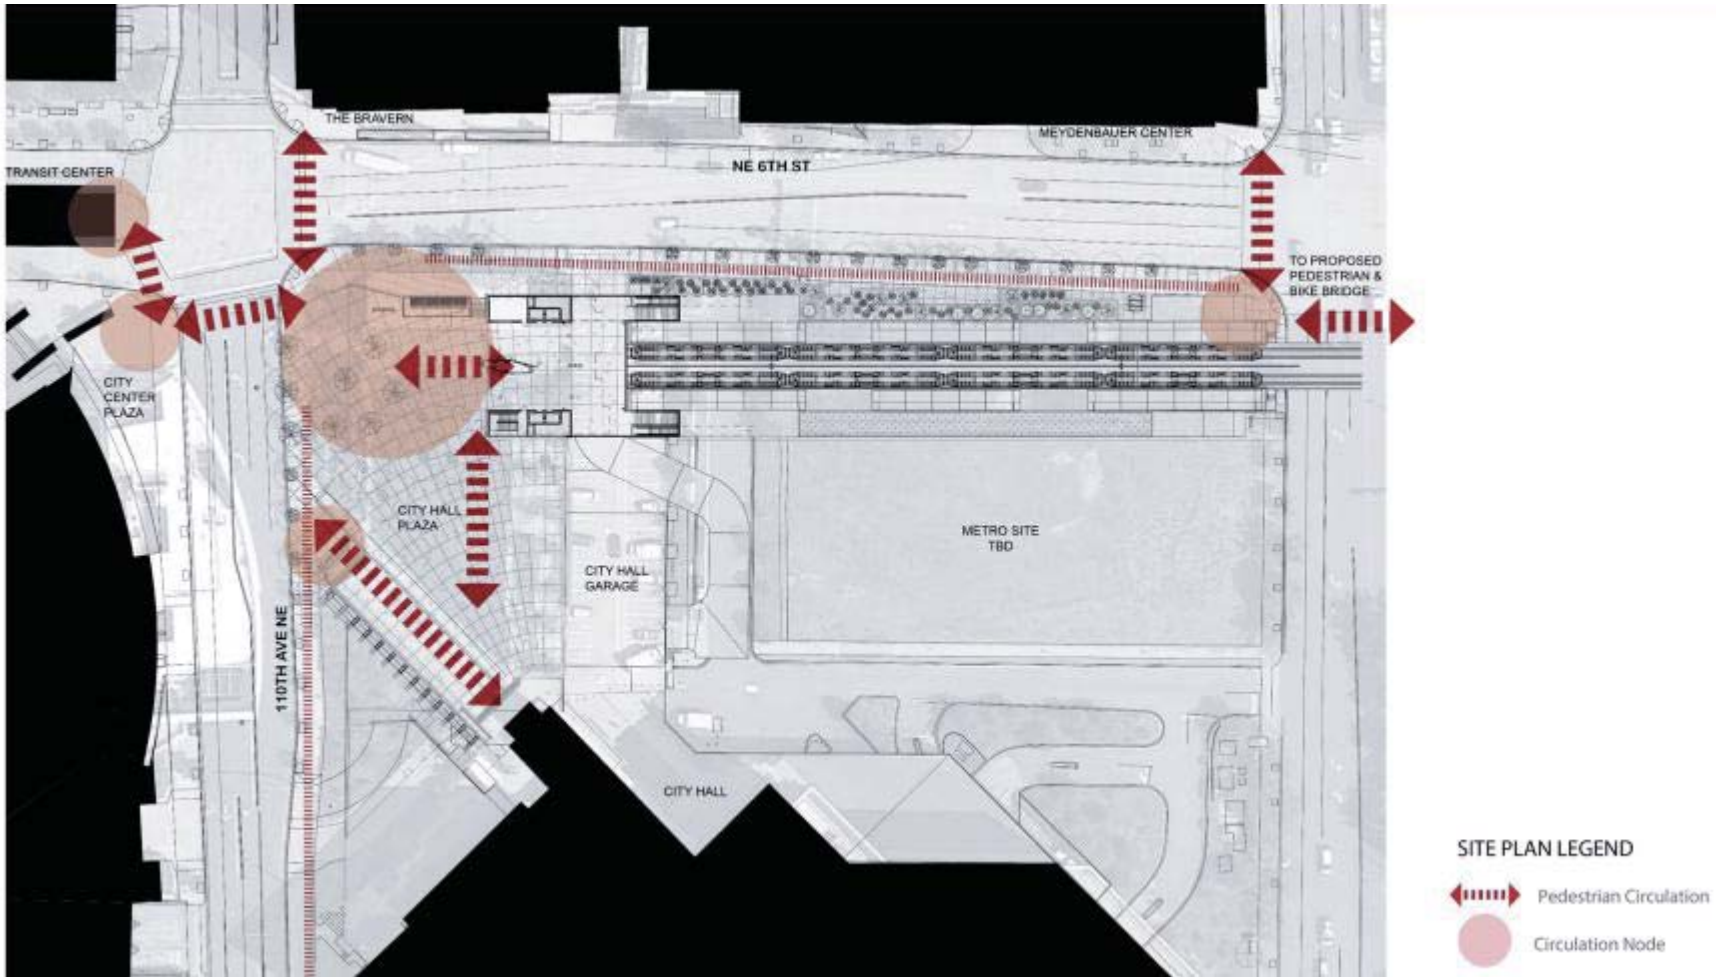 THE BRAVERN
MEYDENBAUER CENTER
NE 6TH ST
TRANSIT CENTER
TO PROPOSED
PEDESTRIAN &
BIKE BRIDGE
CITY
CENTER
PLAZA
CITY HALL
PLAZA
METRO SITE
TBD
CITY HALL
GARAGE
110TH AVE NE
CITY HALL
SITE PLAN LEGEND
Pedestrian Circulation
Circulation Node